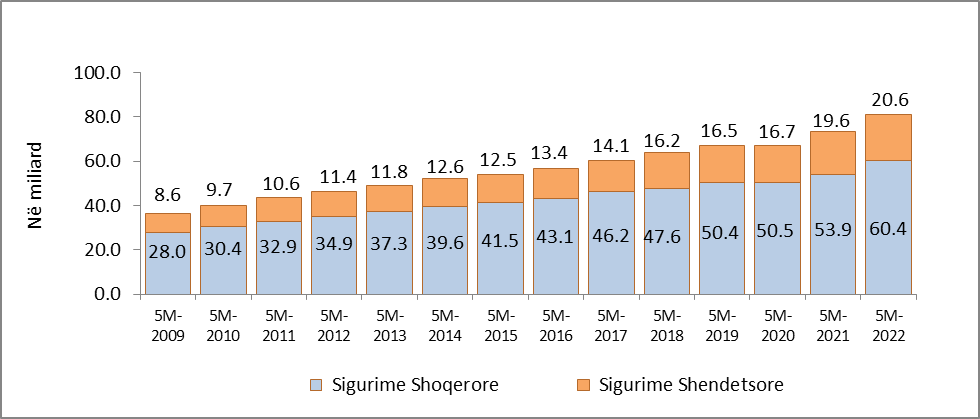 Në miliard
100.0
80.0
60.0
40.0
20.0
0.0
8.6 9.7 10.6 11.4 11.8 12.6 12.5 13.4 14.1 16.2 16.5 16.7 19.6 20.6
28.0 30.4 32.9 34.9 37.3 39.6 41.5 43.1 46.2 47.6 50.4 50.5 53.9 60.4
5M- 5M- 5M- 5M- 5M- 5M- 5M- 5M- 5M- 5M- 5M- 5M- 5M- 5M-
2009 2010 2011 2012 2013 2014 2015 2016 2017 2018 2019 2020 2021 2022
Sigurime Shoqerore Sigurime Shendetsore